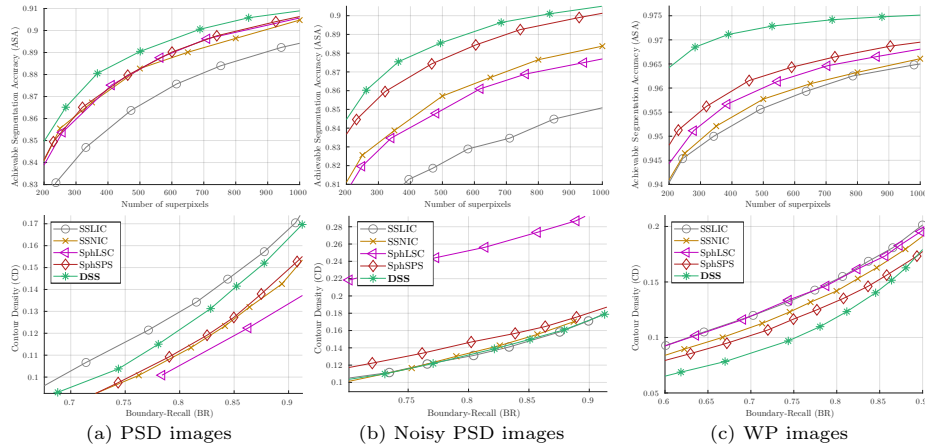 0.91
0.9
0.89
0.88
0.87
0.86
0.85
0.84
0.83
200 300 400 500 600 700 800 900 1000
Achievable Segmentation Accuracy (ASA)
Number of superpixels
0.91
0.9
0.89
0.88
0.87
0.86
0.85
0.84
0.83
0.82
0.81
200 300 400 500 600 700 800 900 1000
Achievable Segmentation Accuracy (ASA)
Number of superpixels
0.975
0.97
0.965
0.96
0.955
0.95
0.945
0.94
200 300 400 500 600 700 800 900 1000
Achievable Segmentation Accuracy (ASA)
Number of superpixels
0.17
0.16
0.15
0.14
0.13
0.12
0.11
0.1
0.7 0.75 0.8 0.85 0.9
Contour Density (CD)
Boundary-Recall (BR)
SSLIC
SSNIC
SphLSC
SphSPS
DSS
0.28
0.26
0.24
0.22
0.2
0.18
0.16
0.14
0.12
0.1
0.75 0.8 0.85 0.9
Contour Density (CD)
Boundary-Recall (BR)
SSLIC
SSNIC
SphLSC
SphSPS
DSS
0.2
0.15
0.1
0.05
0.6 0.65 0.7 0.75 0.8 0.85 0.9
Contour Density (CD)
Boundary-Recall (BR)
SSLIC
SSNIC
SphLSC
SphSPS
DSS
(a) PSD images
(b) Noisy PSD images
(c) WP images